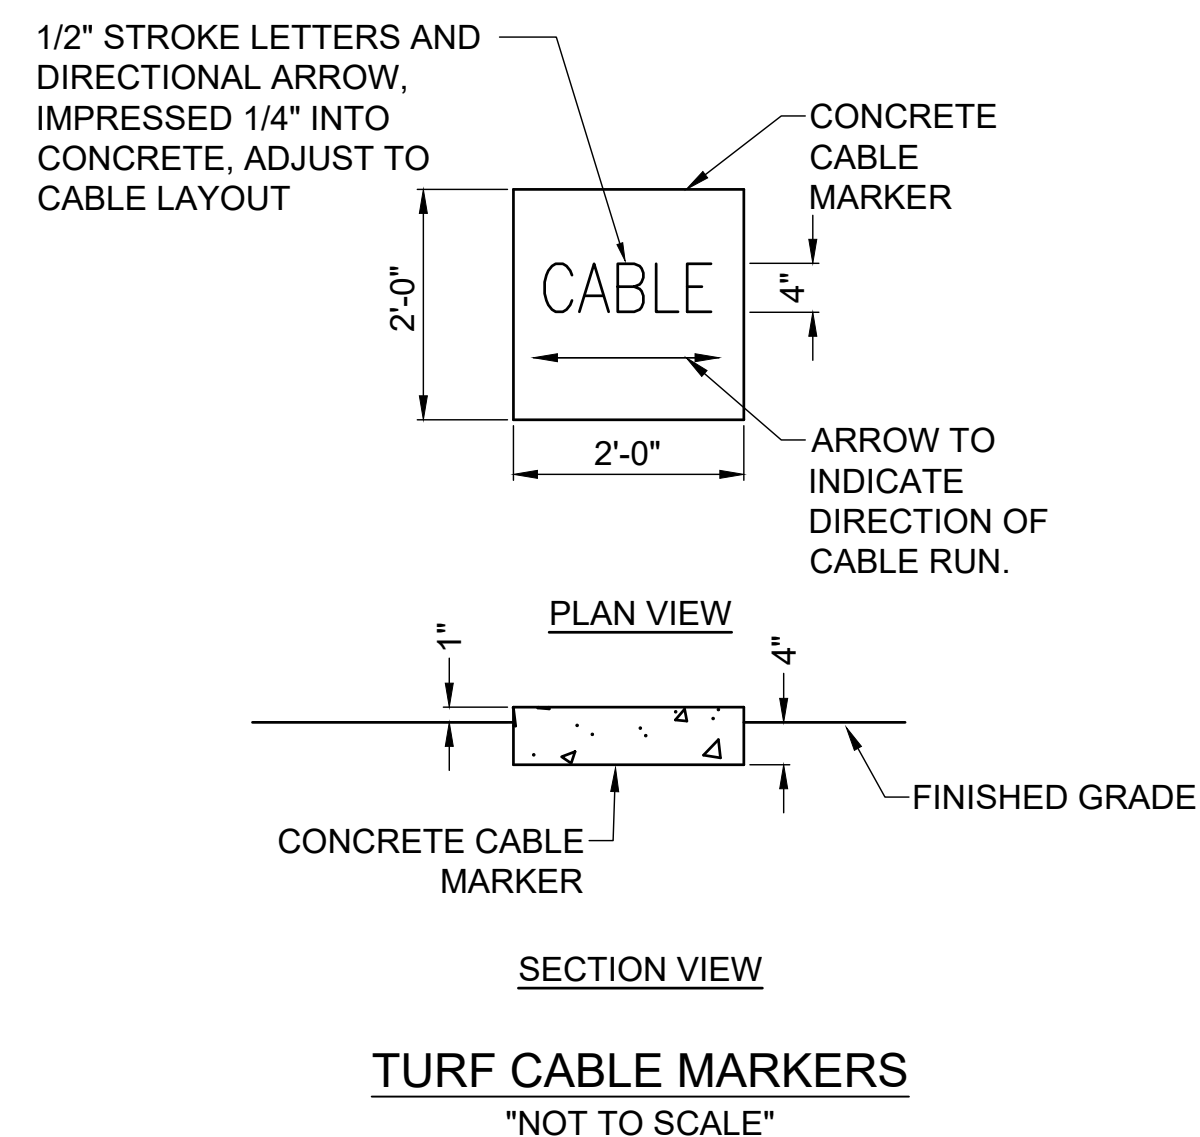 1/2" STROKE LETTERS AND
DIRECTIONAL ARROW,
IMPRESSED 1/4" INTO
CONCRETE, ADJUST TO
CABLE LAYOUT
CONCRETE
CABLE
MARKER
2'-0"
CABLE
4"
2'-0"
ARROW TO
INDICATE
DIRECTION OF
CABLE RUN.
PLAN VIEW
1"
4"
FINISHED GRADE
CONCRETE CABLE
MARKER
SECTION VIEW
TURF CABLE MARKERS
"NOT TO SCALE"